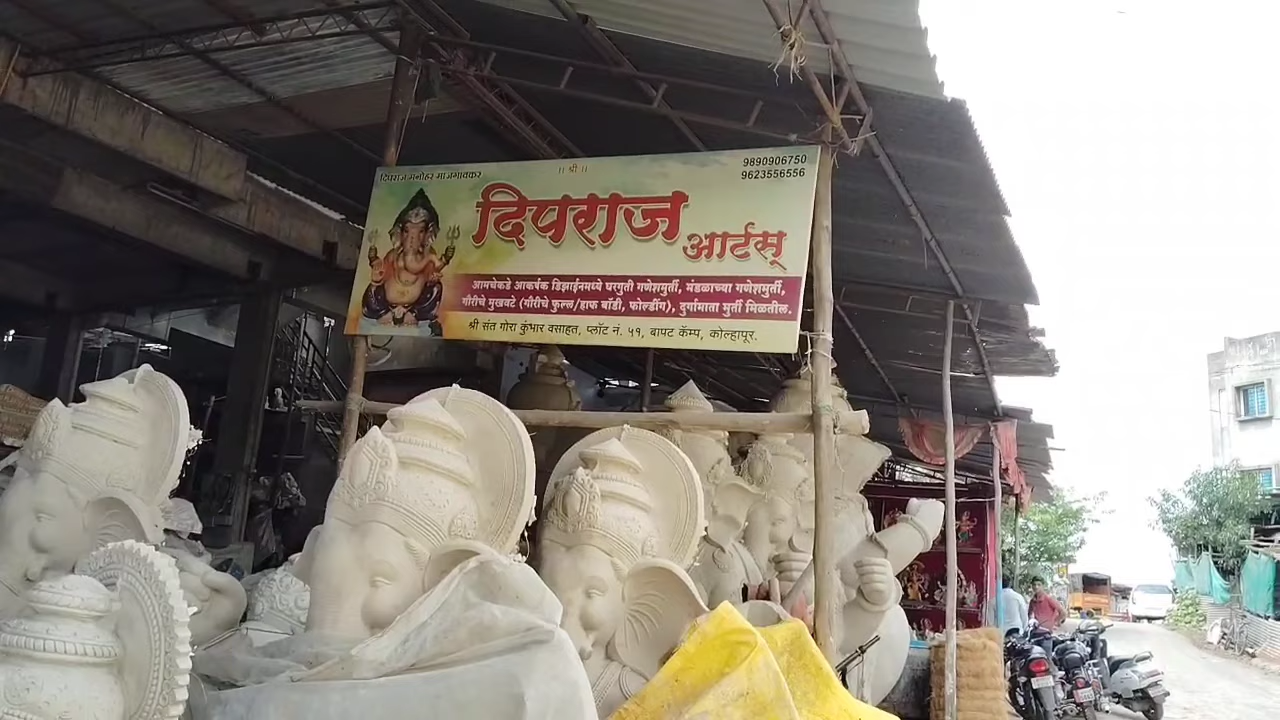 ।। श्री ।।
दिपराज मनोहर माजगावकर
9890906750
9623556556
दिपराज
आर्टस्
आमचेकडे आकर्षक डिझाईनमध्ये घरगुती गणेशमुर्ती, मंडळाच्या गणेशमुर्ती,
गौरीचे मुखवटे (गौरीचे फुल्ल/हाफ बॉडी, फोल्डींग), दुर्गामाता मुर्ती मिळतील.
श्री संत गोरा कुंभार वसाहत, प्लॉट नं. ५१, बापट कॅम्प, कोल्हापूर.